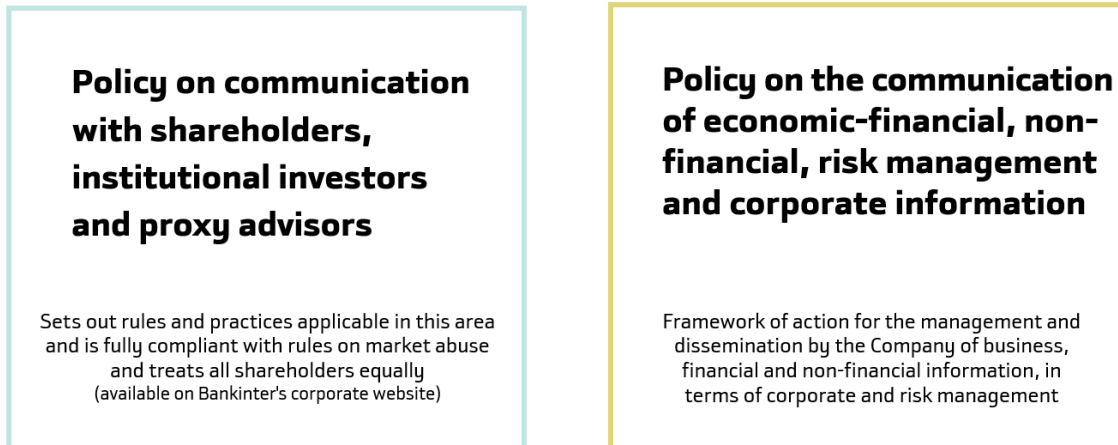 Policy on communication
with shareholders,
institutional investors
and proxy advisors
Sets out rules and practices applicable in this area
and is fully compliant with rules on market abuse
and treats all shareholders equally
(available on Bankinter's corporate website)
Policy on the communication
of economic-financial, non-
financial, risk management
and corporate information
Framework of action for the management and
dissemination by the Company of business,
financial and non-financial information, in
terms of corporate and risk management